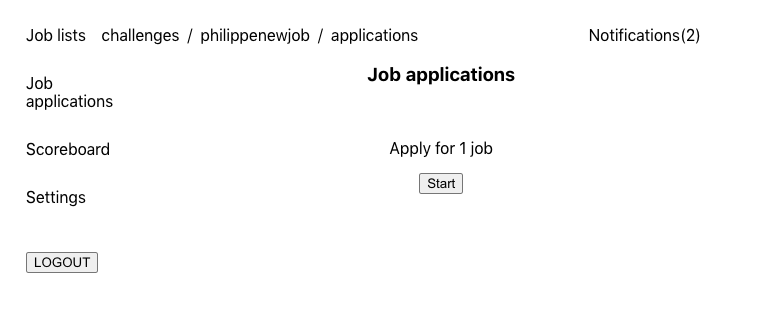 Job lists challenges / philippenewjob / applications Notifications(2)
Job applications
Job
applications
Apply for 1 job
Scoreboard
Start
Settings
LOGOUT